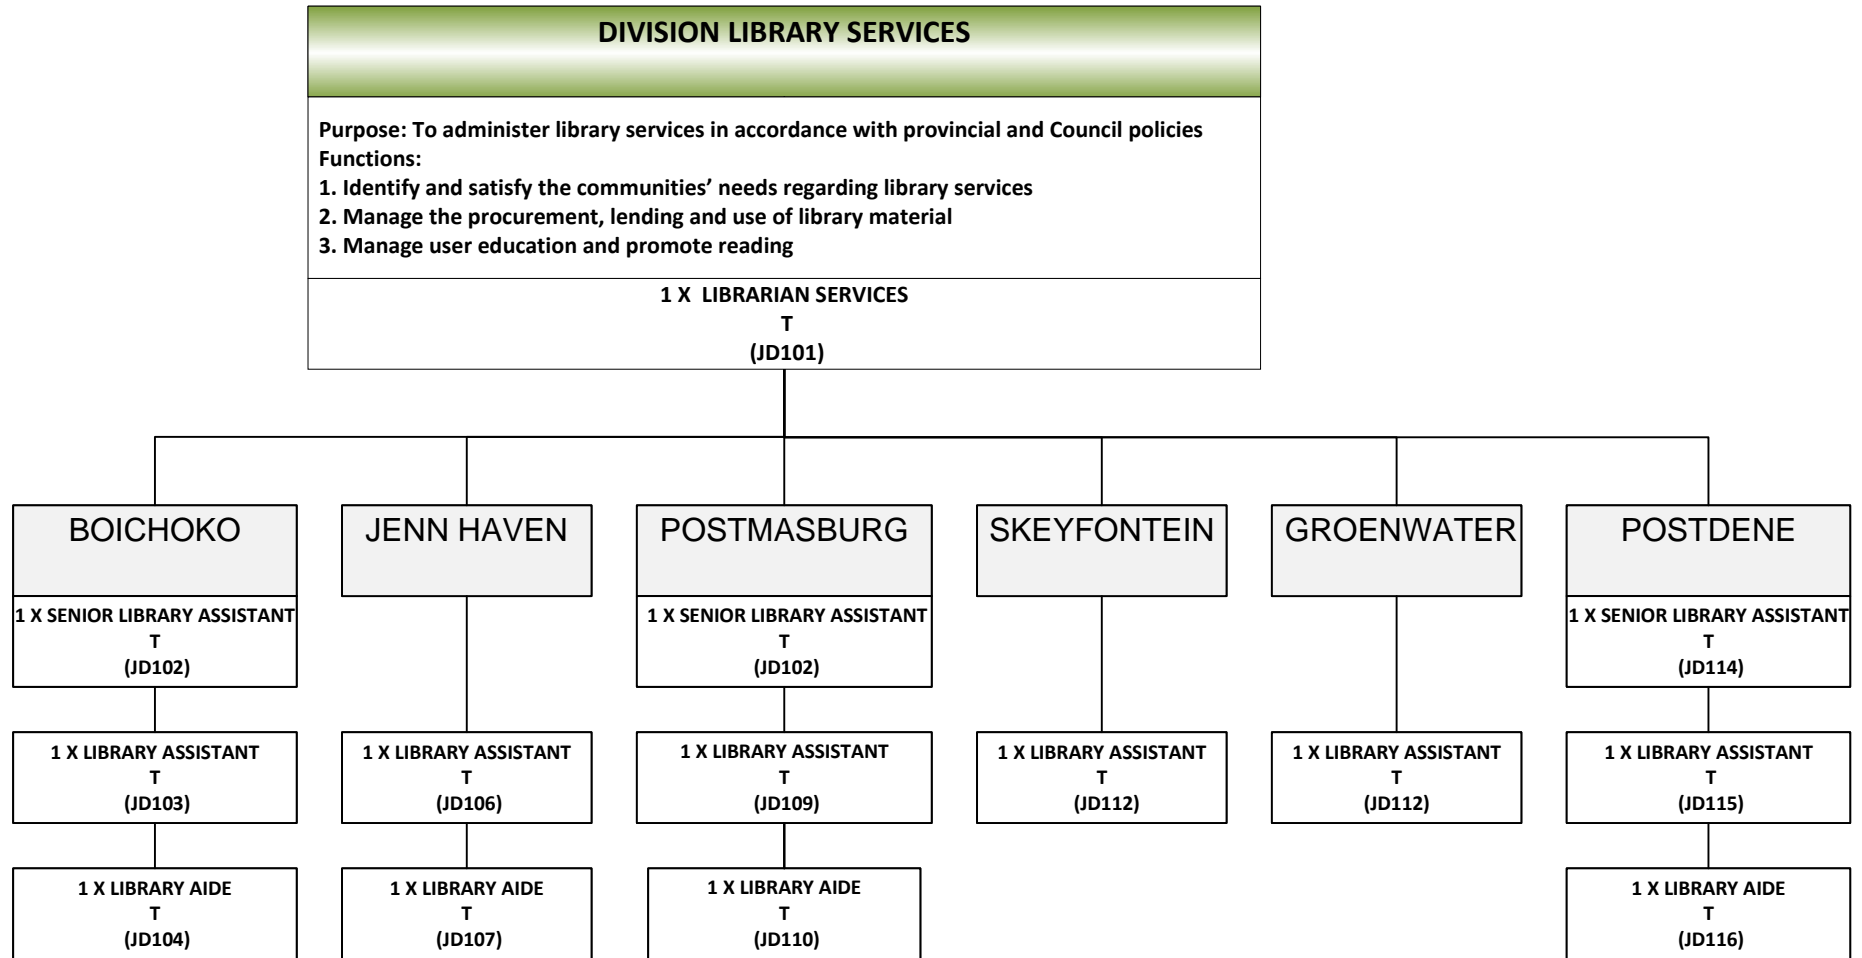 DIVISION LIBRARY SERVICES
Purpose: To administer library services in accordance with provincial and Council policies
Functions:
1. Identify and satisfy the communities’ needs regarding library services
2. Manage the procurement, lending and use of library material
3. Manage user education and promote reading
1 X LIBRARIAN SERVICES
T
(JD101)
BOICHOKO
1 X SENIOR LIBRARY ASSISTANT
T
(JD102)
1 X LIBRARY ASSISTANT
T
(JD103)
1 X LIBRARY AIDE
T
(JD104)
JENN HAVEN
1 X LIBRARY ASSISTANT
T
(JD106)
1 X LIBRARY AIDE
T
(JD107)
POSTMASBURG
1 X SENIOR LIBRARY ASSISTANT
T
(JD102)
1 X LIBRARY ASSISTANT
T
(JD109)
1 X LIBRARY AIDE
T
(JD110)
SKEYFONTEIN
1 X LIBRARY ASSISTANT
T
(JD112)
GROENWATER
1 X LIBRARY ASSISTANT
T
(JD112)
POSTDENE
1 X SENIOR LIBRARY ASSISTANT
T
(JD114)
1 X LIBRARY ASSISTANT
T
(JD115)
1 X LIBRARY AIDE
T
(JD116)